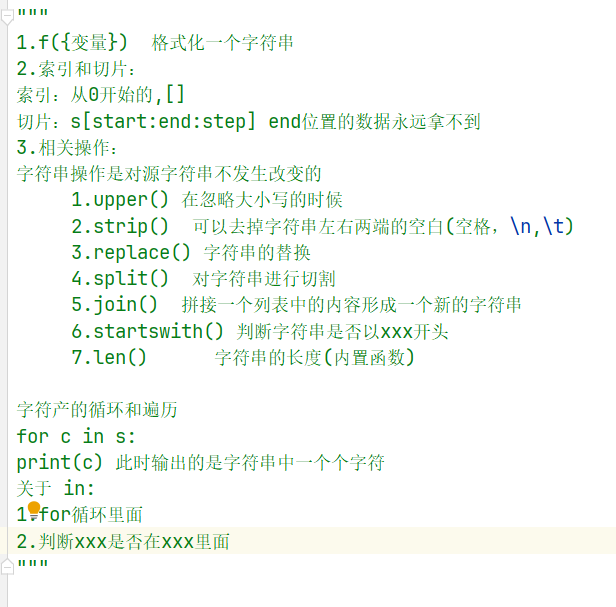 """
1.f({变量})  格式化一个字符串
2.索引和切片:
索引: 从0开始的,[]
切片: s[start:end:step] end位置的数据永远拿不到
3.相关操作:
字符串操作是对源字符串不发生改变的
     1.upper() 在忽略大小写的时候
     2.strip()  可以去掉字符串左右两端的空白(空格, \n,\t)
     3.replace() 字符串的替换
     4.split()  对字符串进行切割
     5.join()  拼接一个列表中的内容形成一个新的字符串
     6.startswith() 判断字符串是否以xxx开头
     7.len()      字符串的长度(内置函数)

字符产的循环和遍历
for c in s:
print(c) 此时输出的是字符串中一个个字符
关于 in:
1.for循环里面
2.判断xxx是否在xxx里面
"""